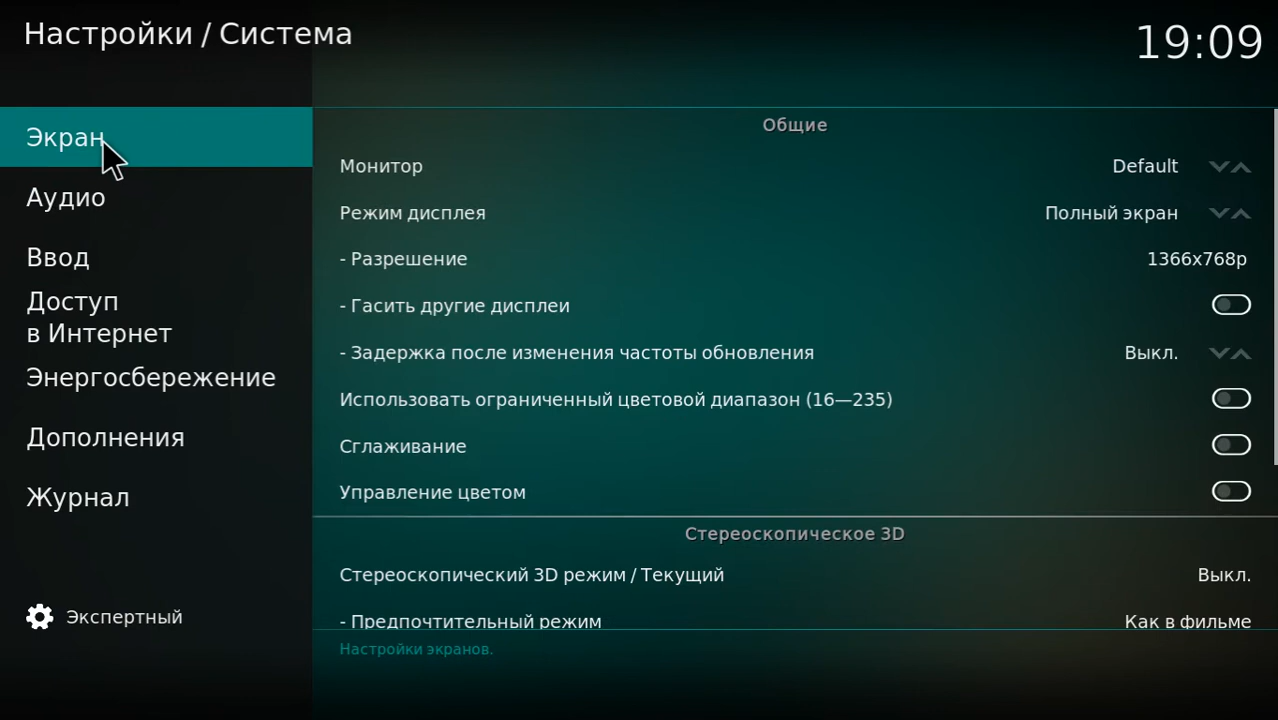 Настройки / Система
19:09
Экран
Аудио
Ввод
Доступ
в Интернет
Энергосбережение
Дополнения
Журнал
Экспертный
Общие
Монитор Default
Режим дисплея Полный экран
- Разрешение 1366x768p
- Гасить другие дисплеи
- Задержка после изменения частоты обновления Выкл.
Использовать ограниченный цветовой диапазон (16—235)
Сглаживание
Управление цветом
Стереоскопическое 3D
Стереоскопический 3D режим / Текущий Выкл.
- Предпочтительный режим Как в фильме
Настройки экранов.